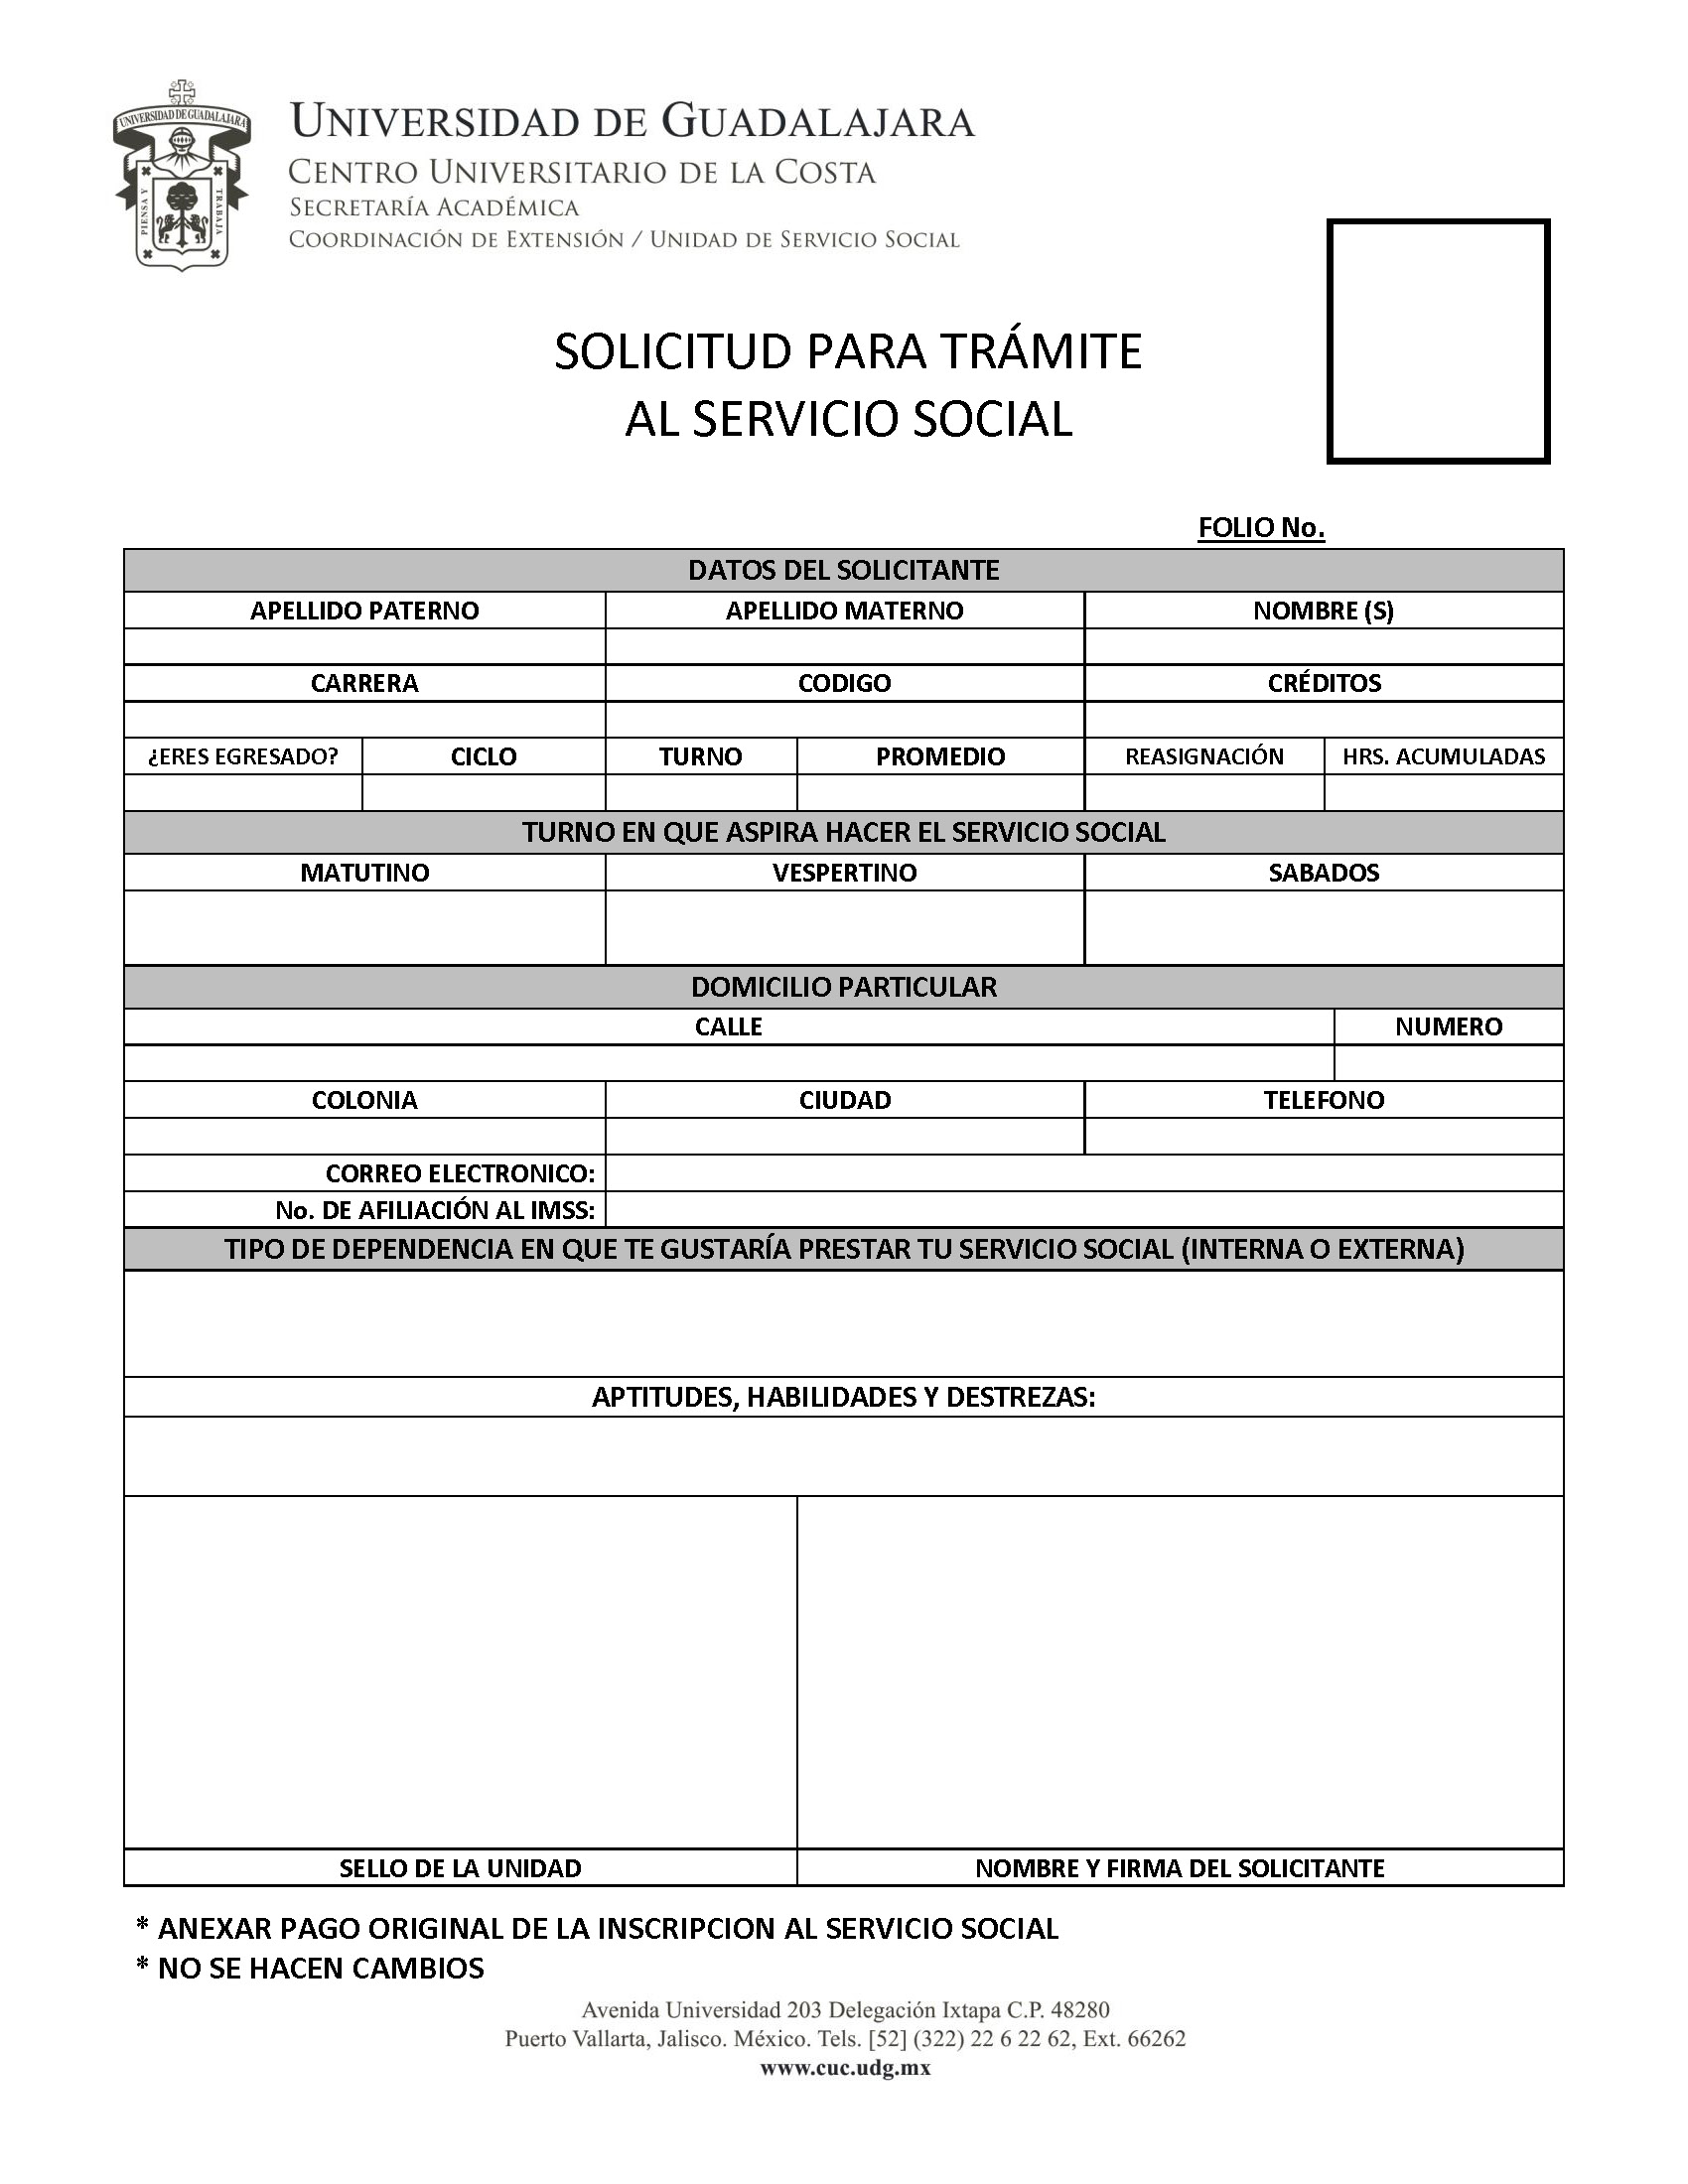 UNIVERSIDAD DE GUADALAJARA
PIENSA Y
TRABAJA
UNIVERSIDAD DE GUADALAJARA
CENTRO UNIVERSITARIO DE LA COSTA
SECRETARÍA ACADÉMICA
COORDINACIÓN DE EXTENSIÓN / UNIDAD DE SERVICIO SOCIAL
SOLICITUD PARA TRÁMITE
AL SERVICIO SOCIAL
FOLIO No.
DATOS DEL SOLICITANTE
APELLIDO PATERNO APELLIDO MATERNO NOMBRE (S)
CARRERA CODIGO CRÉDITOS
¿ERES EGRESADO? CICLO TURNO PROMEDIO REASIGNACIÓN HRS. ACUMULADAS
TURNO EN QUE ASPIRA HACER EL SERVICIO SOCIAL
MATUTINO VESPERTINO SABADOS
DOMICILIO PARTICULAR
CALLE NUMERO
COLONIA CIUDAD TELEFONO
CORREO ELECTRONICO:
No. DE AFILIACIÓN AL IMSS:
TIPO DE DEPENDENCIA EN QUE TE GUSTARÍA PRESTAR TU SERVICIO SOCIAL (INTERNA O EXTERNA)
APTITUDES, HABILIDADES Y DESTREZAS:
SELLO DE LA UNIDAD NOMBRE Y FIRMA DEL SOLICITANTE
* ANEXAR PAGO ORIGINAL DE LA INSCRIPCION AL SERVICIO SOCIAL
* NO SE HACEN CAMBIOS
Avenida Universidad 203 Delegación Ixtapa C.P. 48280
Puerto Vallarta, Jalisco. México. Tels. [52] (322) 22 6 22 62, Ext. 66262
www.cuc.udg.mx